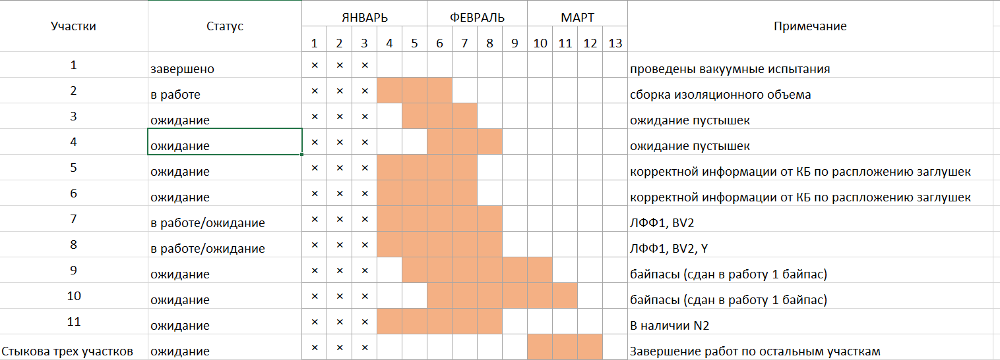 Участки Статус ЯНВАРЬ ФЕВРАЛЬ МАРТ Примечание
1 2 3 4 5 6 7 8 9 10 11 12 13
1 завершено × × × проведены вакуумные испытания
2 в работе × × × сборка изоляционного объема
3 ожидание × × × ожидание пустышек
4 ожидание × × × ожидание пустышек
5 ожидание × × × корректной информации от КБ по распложению заглушек
6 ожидание × × × корректной информации от КБ по распложению заглушек
7 в работе/ожидание × × × ЛФФ1, BV2
8 в работе/ожидание × × × ЛФФ1, BV2, Y
9 ожидание × × × байпасы (сдан в работу 1 байпас)
10 ожидание × × × байпасы (сдан в работу 1 байпас)
11 ожидание × × × В наличии N2
Стыкова трех участков ожидание × × × Завершение работ по остальным участкам